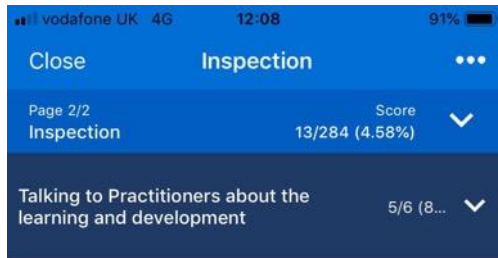 vodafone UK 4G 12:08 91%
Close Inspection
Page 2/2 Score
Inspection 13/284 (4.58%)
Talking to Practitioners about the
learning and development 5/6 (8...